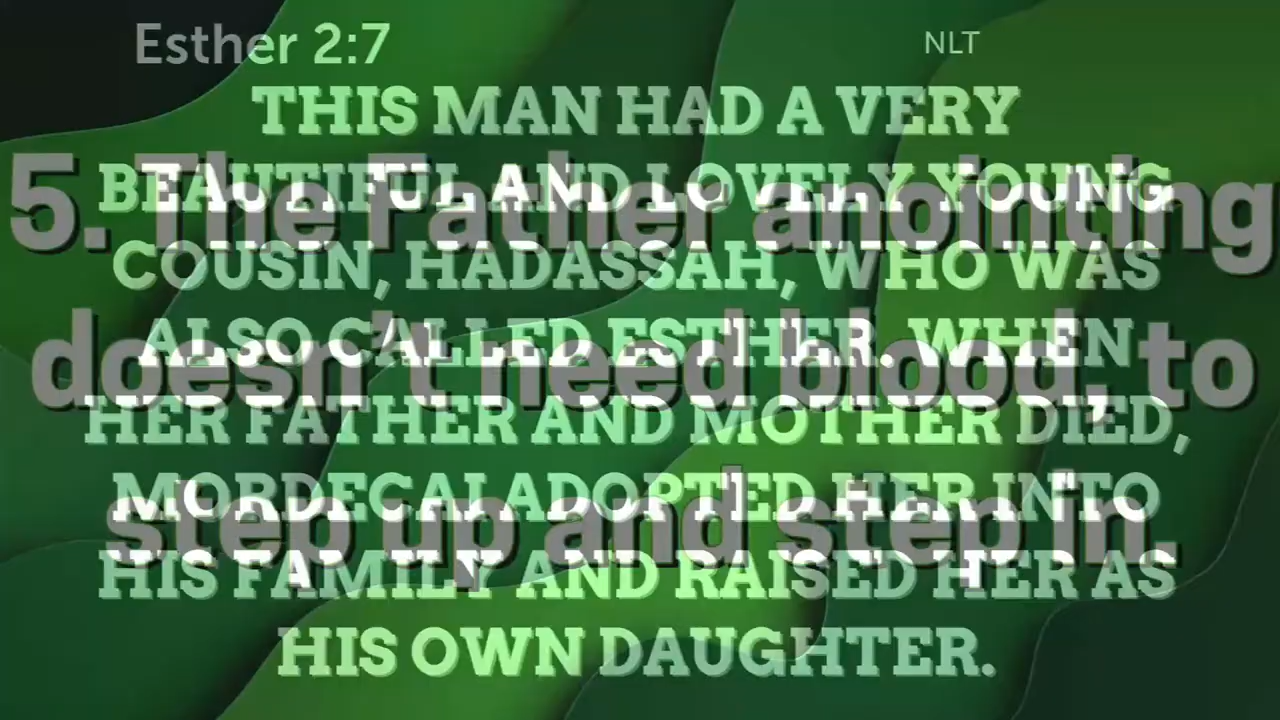 Esther 2:7
NLT
THIS MAN HAD A VERY
BEAUTIFUL AND LOVELY YOUNG
COUSIN, HADASSAH, WHO WAS
ALSO CALLED ESTHER. WHEN
HER FATHER AND MOTHER DIED,
MORDECAI ADOPTED HER INTO
HIS FAMILY AND RAISED HER AS
HIS OWN DAUGHTER.
5. The Father anointing
doesn't need blood, to
step up and step in.